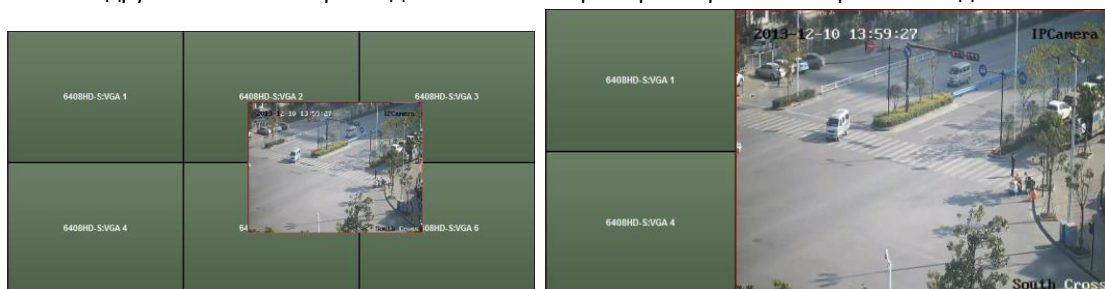 6408HD-S:VGA 1
6408HD-S:VGA 2
6408HD-S:VGA 3
2013-12-10 13:59:27 IPCamera
6408HD-S:VGA 4
64
08HD-S:VGA 6
South Cross
2013-12-10 13:59:27 IPCamera
6408HD-S:VGA 1
6408HD-S:VGA 4
South Cross